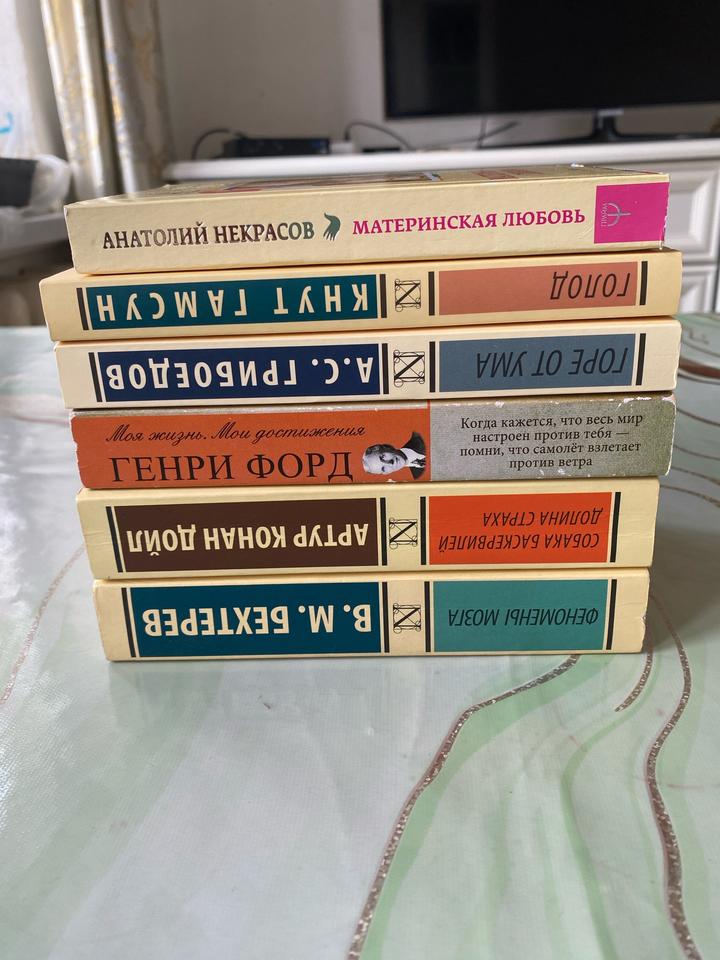 АНАТОЛИЙ НЕКРАСОВ МАТЕРИНСКАЯ ЛЮБОВЬ ПРАЙМ
КНУТ ГАМСУН ГОЛОД
А.С. ГРИБОЕДОВ ГОРЕ ОТ УМА
Моя жизнь. Мои достижения
ГЕНРИ ФОРД
Когда кажется, что весь мир
настроен против тебя —
помни, что самолёт взлетает
против ветра
АРТУР КОНАН ДОЙЛ
СОБАКА БАСКЕРВИЛЕЙ
ДОЛИНА СТРАХА
В. М. БЕХТЕРЕВ ФЕНОМЕНЫ МОЗГА